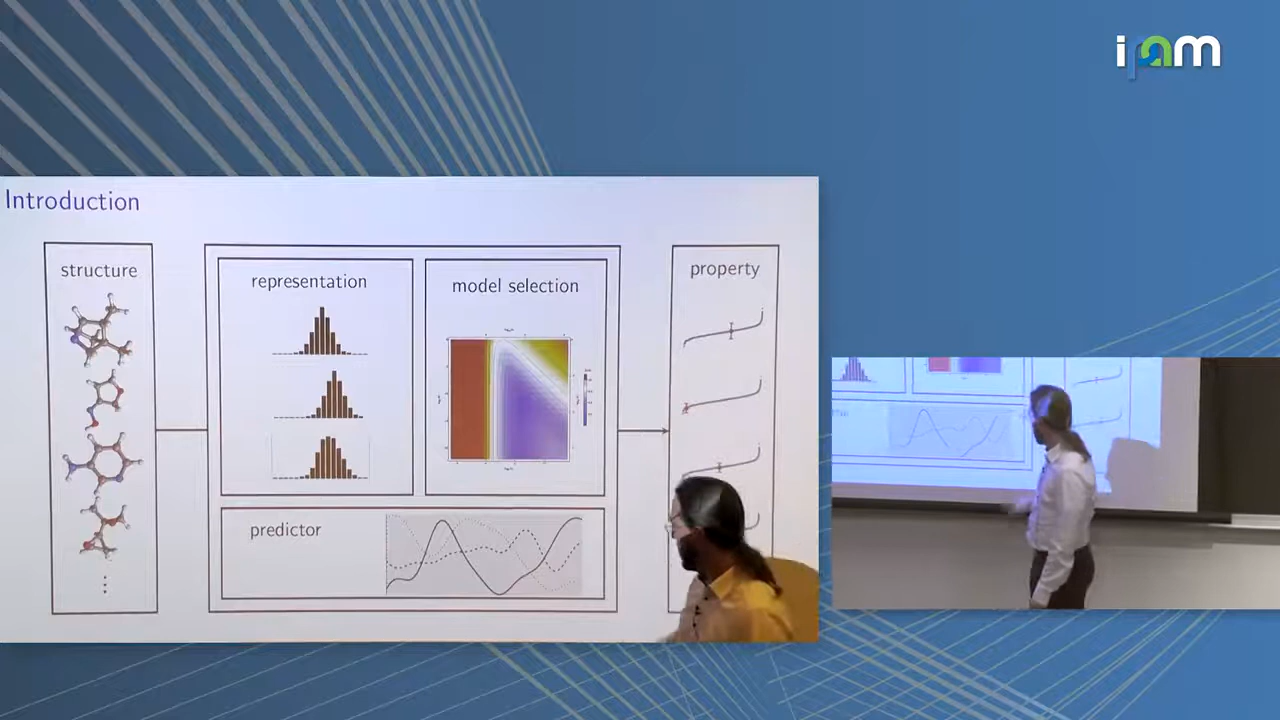 ipam
Introduction
structure
representation
model selection
property
predictor